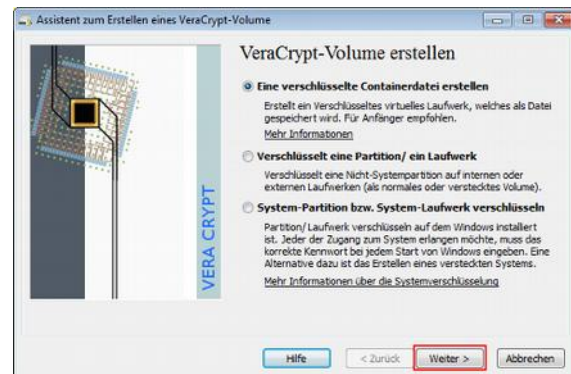 Assistent zum Erstellen eines VeraCrypt-Volume
VeraCrypt-Volume erstellen
Eine verschlüsselte Containerdatei erstellen
Erstellt ein Verschlüsseltes virtuelles Laufwerk, welches als Datei
gespeichert wird. Für Anfänger empfohlen.
Mehr Informationen
Verschlüsselt eine Partition/ ein Laufwerk
Verschlüsselt eine Nicht-Systempartition auf internen oder
externen Laufwerken (als normales oder verstecktes Volume).
System-Partition bzw. System-Laufwerk verschlüsseln
Partition/Laufwerk verschlüsseln auf dem Windows installiert
ist. Jeder der Zugang zum System erlangen möchte, muss das
korrekte Kennwort bei jedem Start von Windows eingeben. Eine
Alternative dazu ist das Erstellen eines versteckten Systems.
Mehr Informationen über die Systemverschlüsselung
VERA CRYPT
Hilfe < Zurück Weiter > Abbrechen